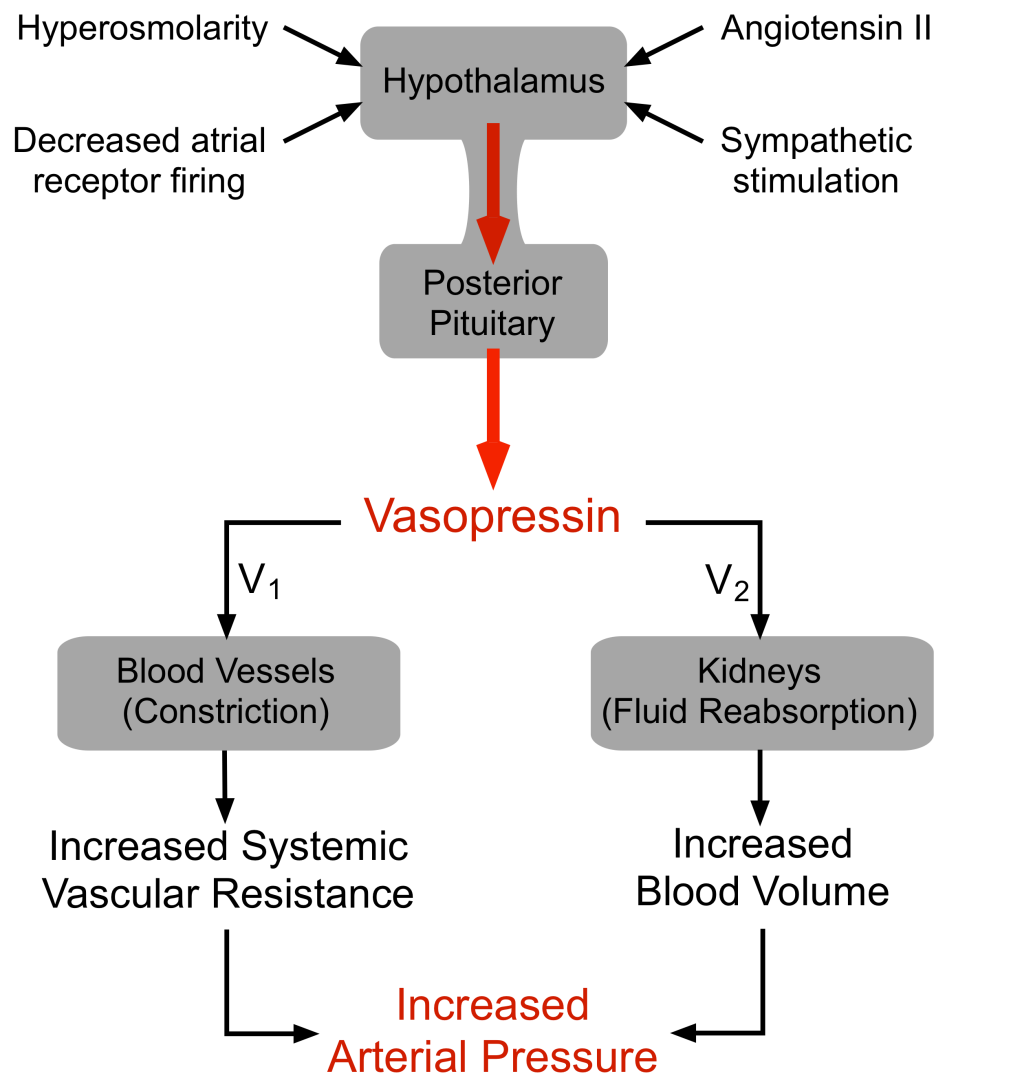 Hyperosmolarity
Angiotensin II
Hypothalamus
Decreased atrial
receptor firing
Sympathetic
stimulation
Posterior
Pituitary
Vasopressin
V₁
V₂
Blood Vessels
(Constriction)
Kidneys
(Fluid Reabsorption)
Increased Systemic
Vascular Resistance
Increased
Blood Volume
Increased
Arterial Pressure